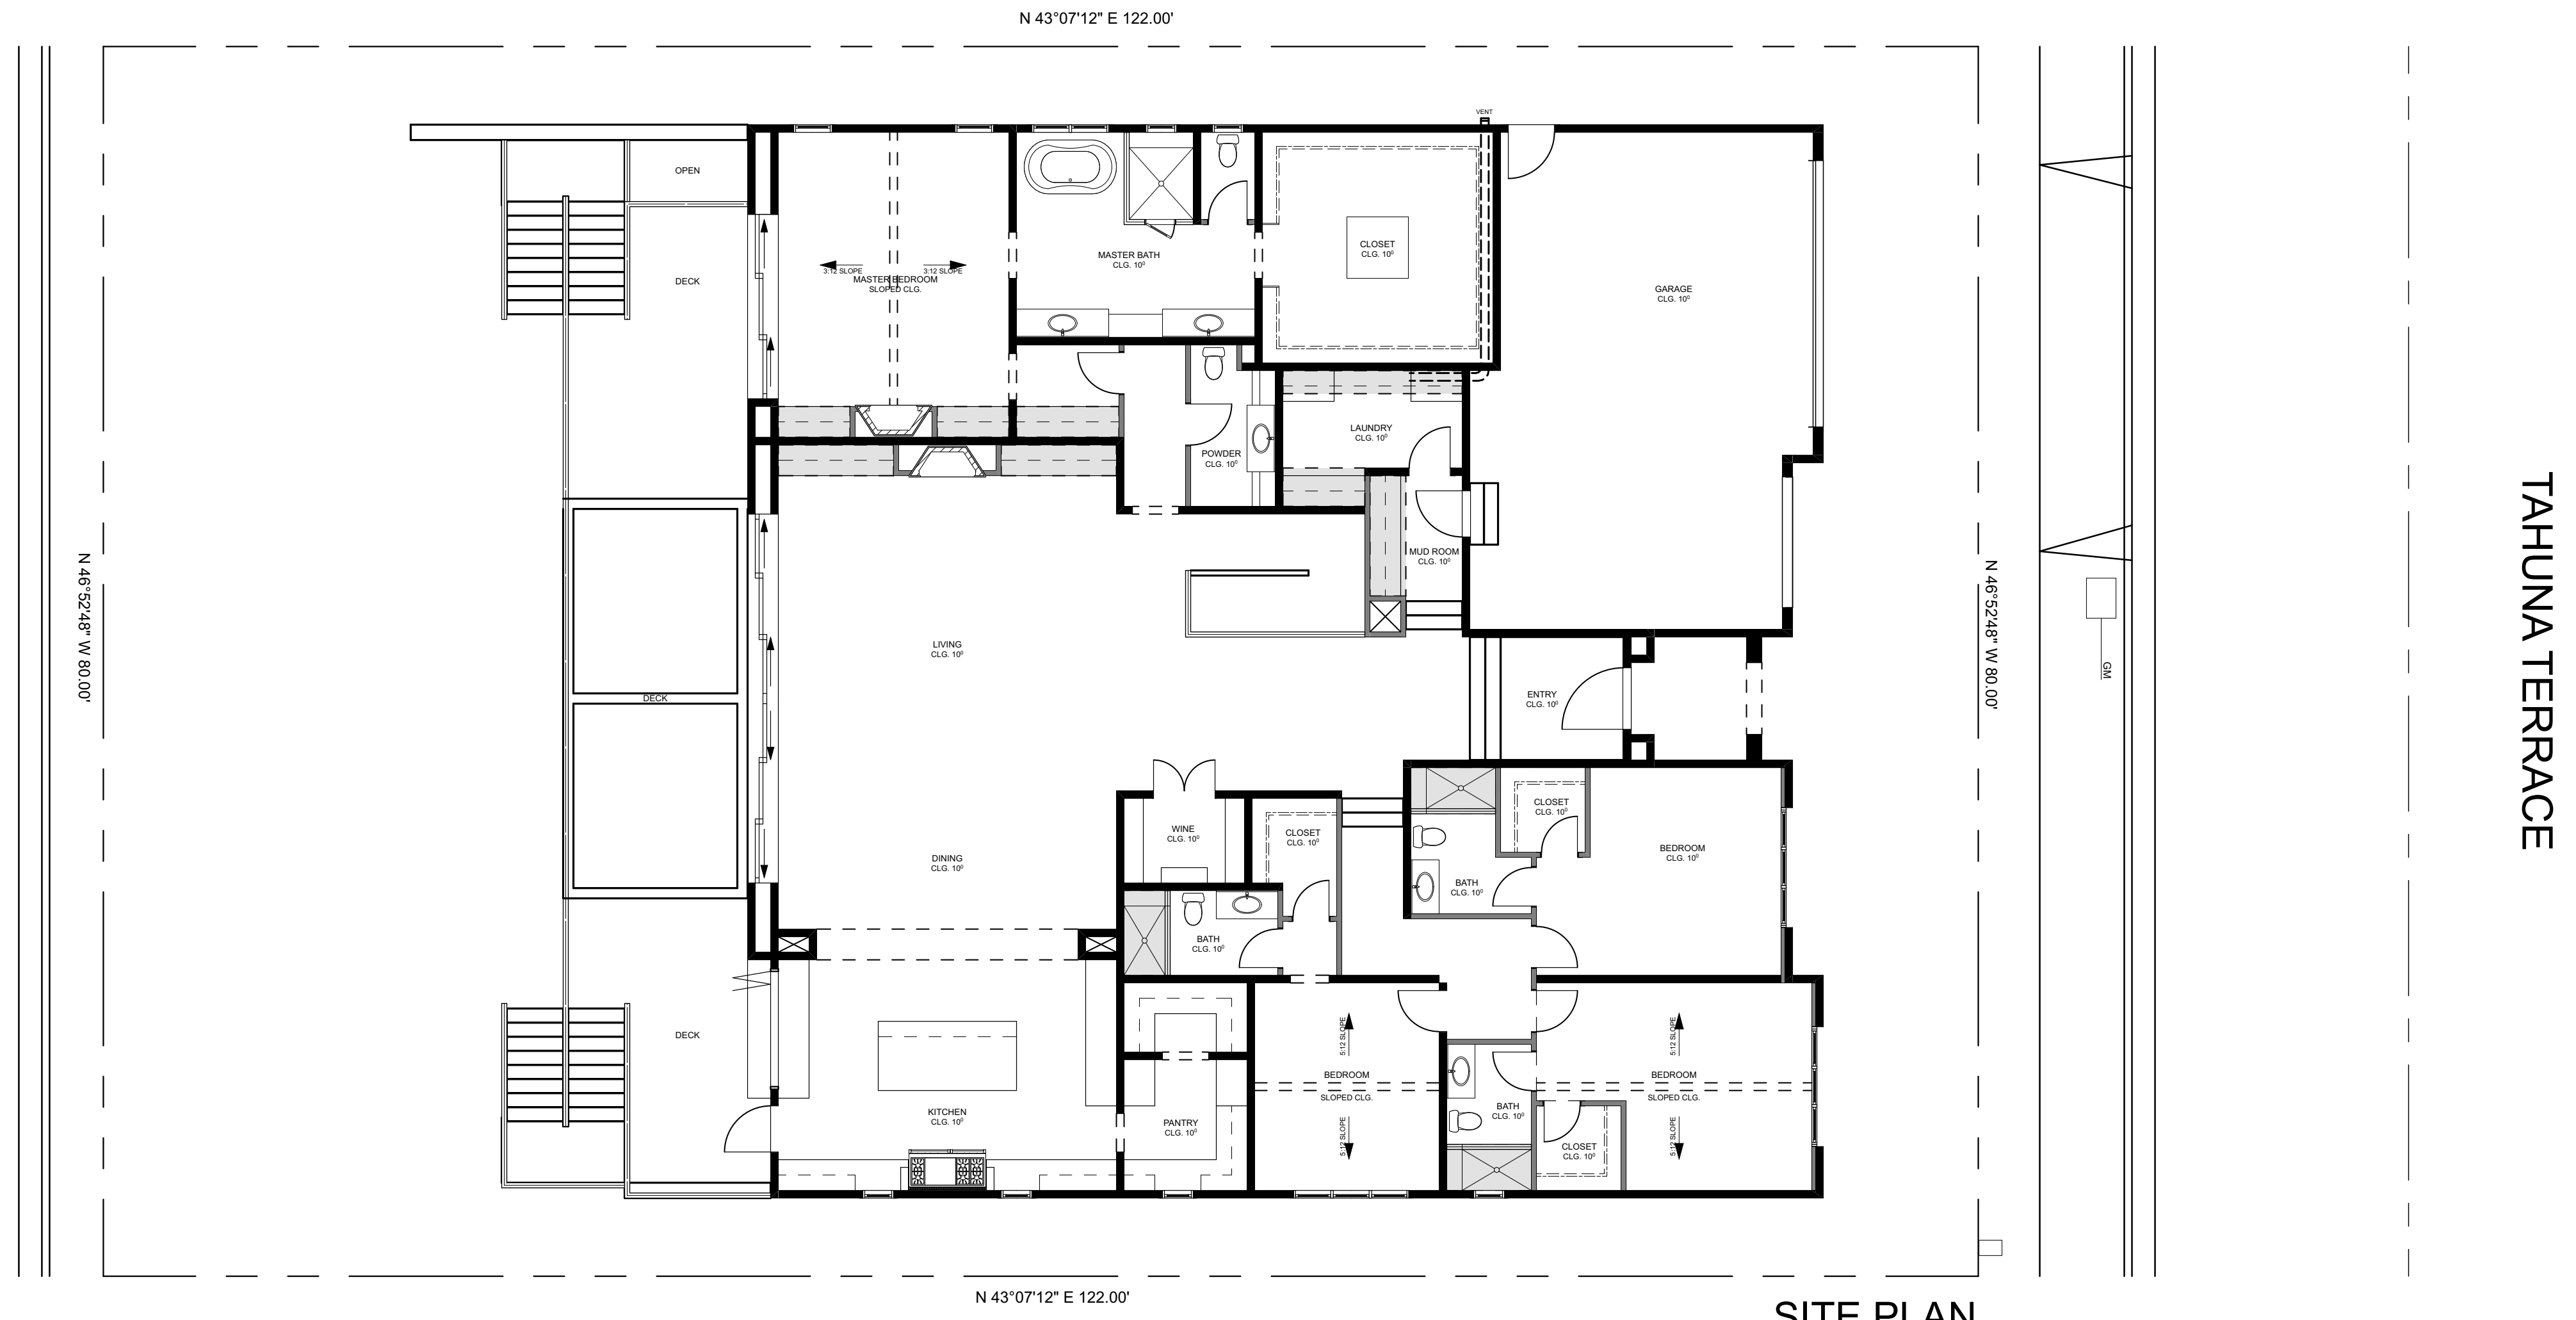 N 43°07'12" E 122.00'
VENT
OPEN
DECK
3:12 SLOPE
3:12 SLOPE
MASTER BEDROOM
SLOPED CLG.
MASTER BATH
CLG. 10⁰
CLOSET
CLG. 10⁰
GARAGE
CLG. 10⁰
LAUNDRY
CLG. 10⁰
POWDER
CLG. 10⁰
MUD ROOM
CLG. 10⁰
N 46°52'48" W 80.00'
N 46°52'48" W 80.00'
GM
TAHUNA TERRACE
LIVING
CLG. 10⁰
DECK
ENTRY
CLG. 10⁰
WINE
CLG. 10⁰
CLOSET
CLG. 10⁰
CLOSET
CLG. 10⁰
BEDROOM
CLG. 10⁰
DINING
CLG. 10⁰
BATH
CLG. 10⁰
BATH
CLG. 10⁰
DECK
KITCHEN
CLG. 10⁰
PANTRY
CLG. 10⁰
5:12 SLOPE
BEDROOM
SLOPED CLG.
5:12 SLOPE
BATH
CLG. 10⁰
5:12 SLOPE
BEDROOM
SLOPED CLG.
5:12 SLOPE
CLOSET
CLG. 10⁰
N 43°07'12" E 122.00'
SITE PLAN